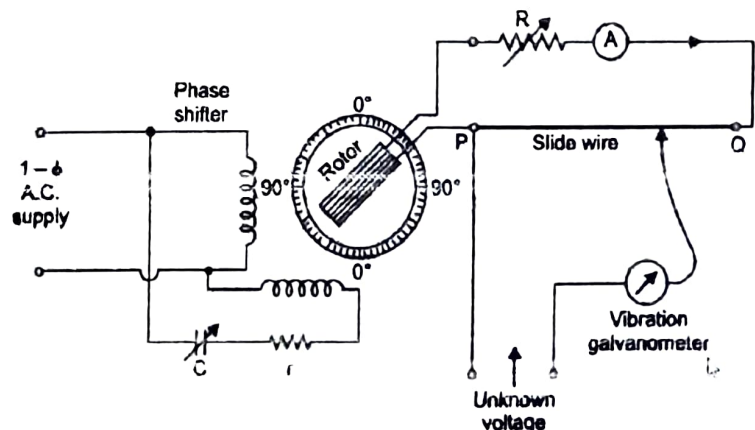 R
A
Phase
shifter
0°
P
Slide wire
Q
Rotor
1 – ϕ
A.C.
supply
90°
90°
0°
C
r
Vibration
galvanometer
Unknown
voltage